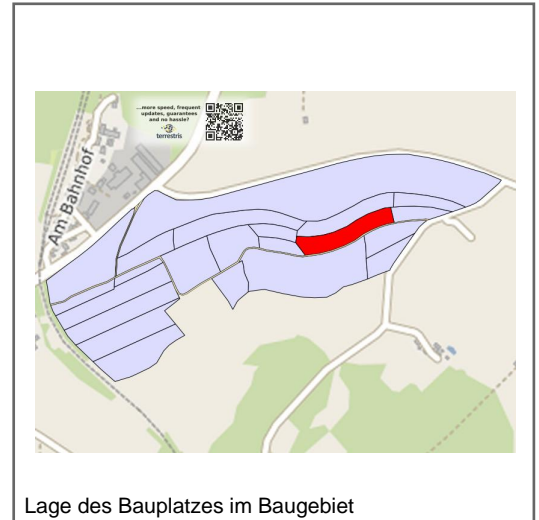 ...more speed, frequent
updates, guarantees
and no hassle?
terrestris
Am Bahnhof
Lage des Bauplatzes im Baugebiet